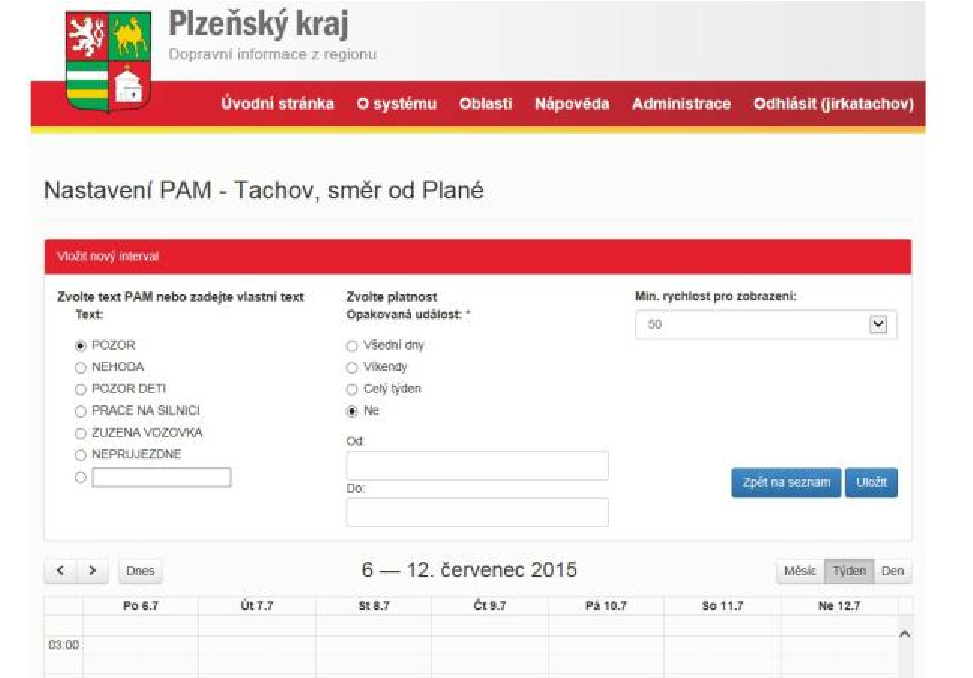 Plzeňský kraj
Dopravní informace z regionu
Úvodní stránka O systému Oblasti Nápověda Administrace Odhlásit (jirkatachov)
Nastavení PAM - Tachov, směr od Plané
Vložit nový interval
Zvolte text PAM nebo zadejte vlastní text
Text:
POZOR
NEHODA
POZOR DETI
PRACE NA SILNICI
ZUZENA VOZOVKA
NEPRUJEZDNE
Zvolte platnost
Opakovaná událost: *
Všední dny
Víkendy
Celý týden
Ne
Od:
Do:
Min. rychlost pro zobrazení:
50
Zpět na seznam Uložit
< > Dnes 6 — 12. červenec 2015 Měsíc Týden Den
Po 6.7 Út 7.7 St 8.7 Čt 9.7 Pá 10.7 So 11.7 Ne 12.7
03:00